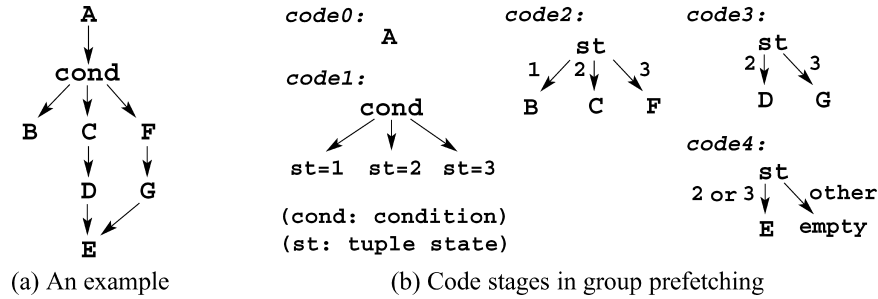 A
cond
B C F
D G
E
(a) An example
code0:
A
code1:
cond
st=1 st=2 st=3
(cond: condition)
(st: tuple state)
code2:
st
1 2 3
B C F
code3:
st
2 3
D G
code4:
st
2 or 3 other
E empty
(b) Code stages in group prefetching